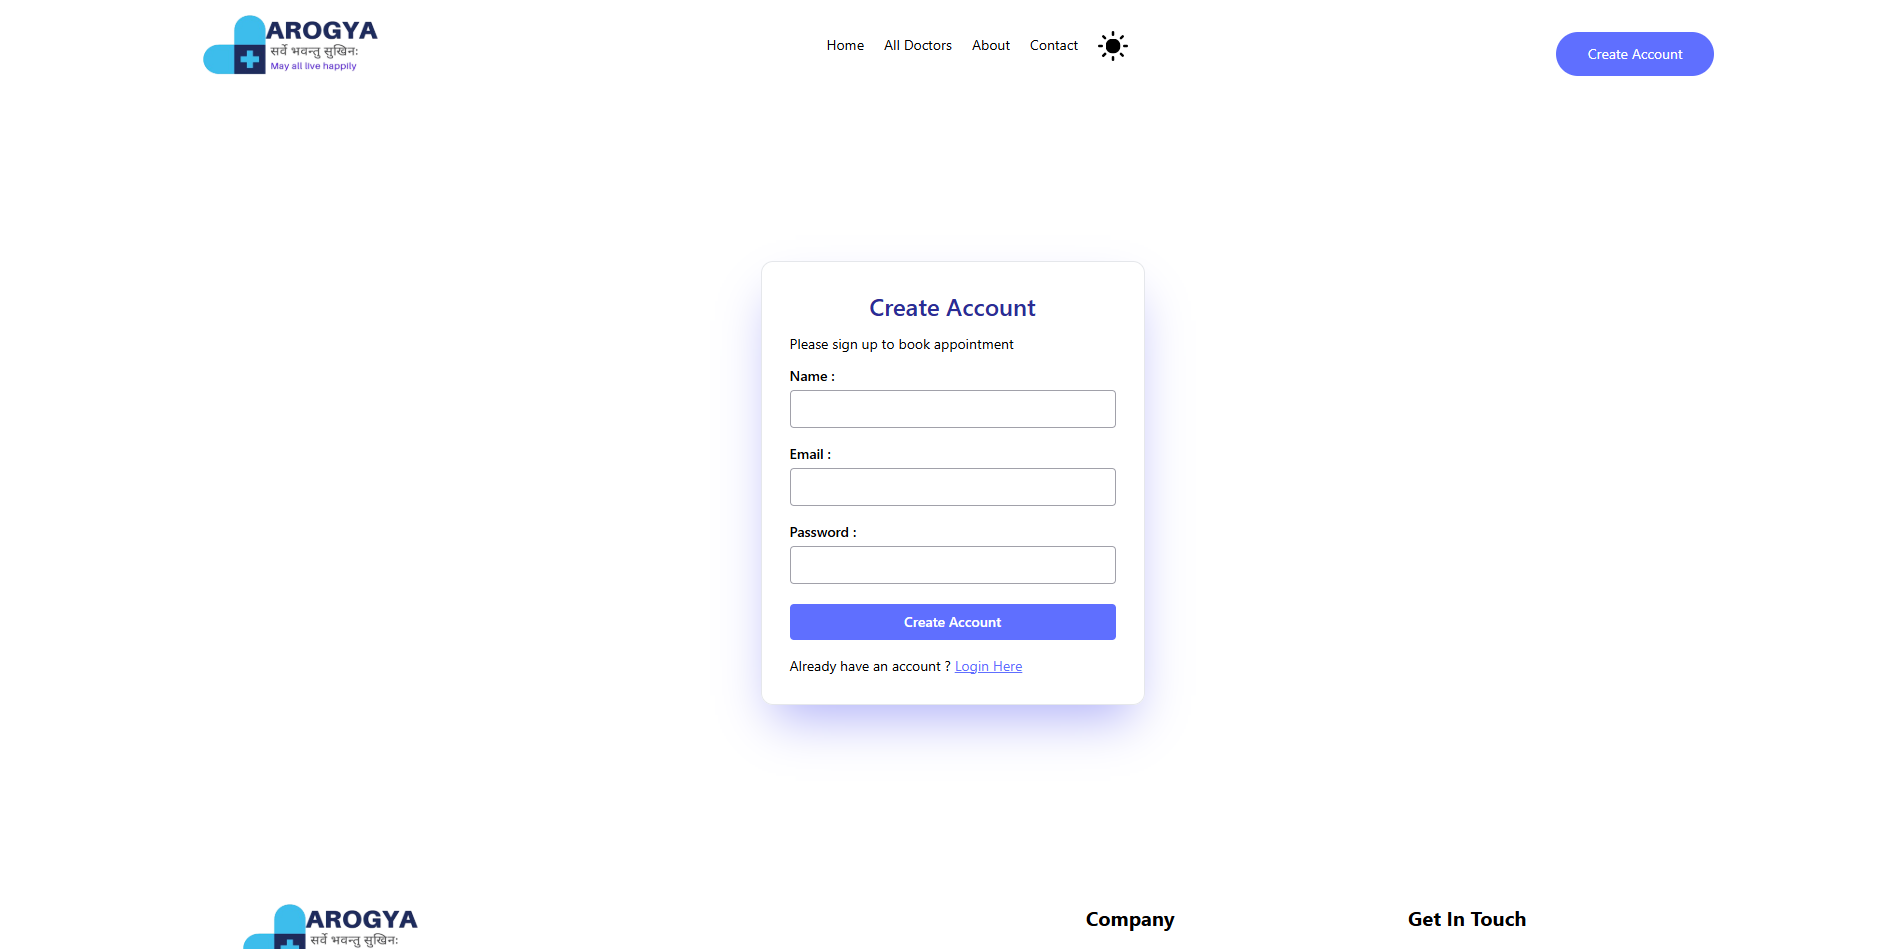 AROGYA
सर्वे भवन्तु सुखिनः
May all live happily
Home
All Doctors
About
Contact
Create Account
Create Account
Please sign up to book appointment
Name :
Email :
Password :
Create Account
Already have an account ? Login Here
AROGYA
सर्वे भवन्तु सुखिनः
Company
Get In Touch